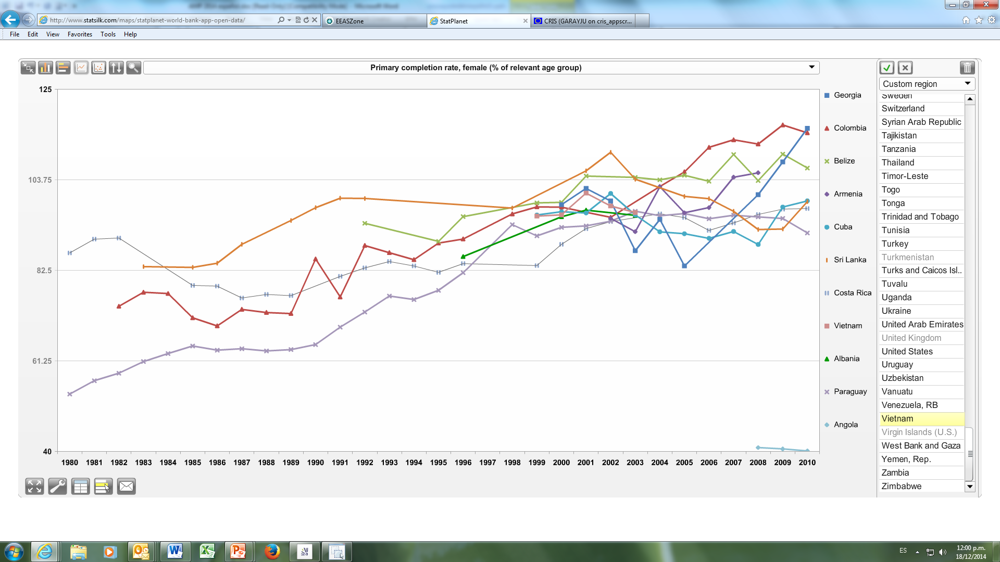 http://www.statsilk.com/maps/statplanet-world-bank-app-open-data/
EEASZone
StatPlanet
CRIS (GARAYJU on cris_appscr...
File Edit View Favorites Tools Help
Primary completion rate, female (% of relevant age group)
Custom region
125
103.75
82.5
61.25
40
1980 1981 1982 1983 1984 1985 1986 1987 1988 1989 1990 1991 1992 1993 1994 1995 1996 1997 1998 1999 2000 2001 2002 2003 2004 2005 2006 2007 2008 2009 2010
Georgia
Colombia
Belize
Armenia
Cuba
Sri Lanka
Costa Rica
Vietnam
Albania
Paraguay
Angola
Sweden
Switzerland
Syrian Arab Republic
Tajikistan
Tanzania
Thailand
Timor-Leste
Togo
Tonga
Trinidad and Tobago
Tunisia
Turkey
Turkmenistan
Turks and Caicos Isl..
Tuvalu
Uganda
Ukraine
United Arab Emirates
United Kingdom
United States
Uruguay
Uzbekistan
Vanuatu
Venezuela, RB
Vietnam
Virgin Islands (U.S.)
West Bank and Gaza
Yemen, Rep.
Zambia
Zimbabwe
ES
12:00 p.m.
18/12/2014